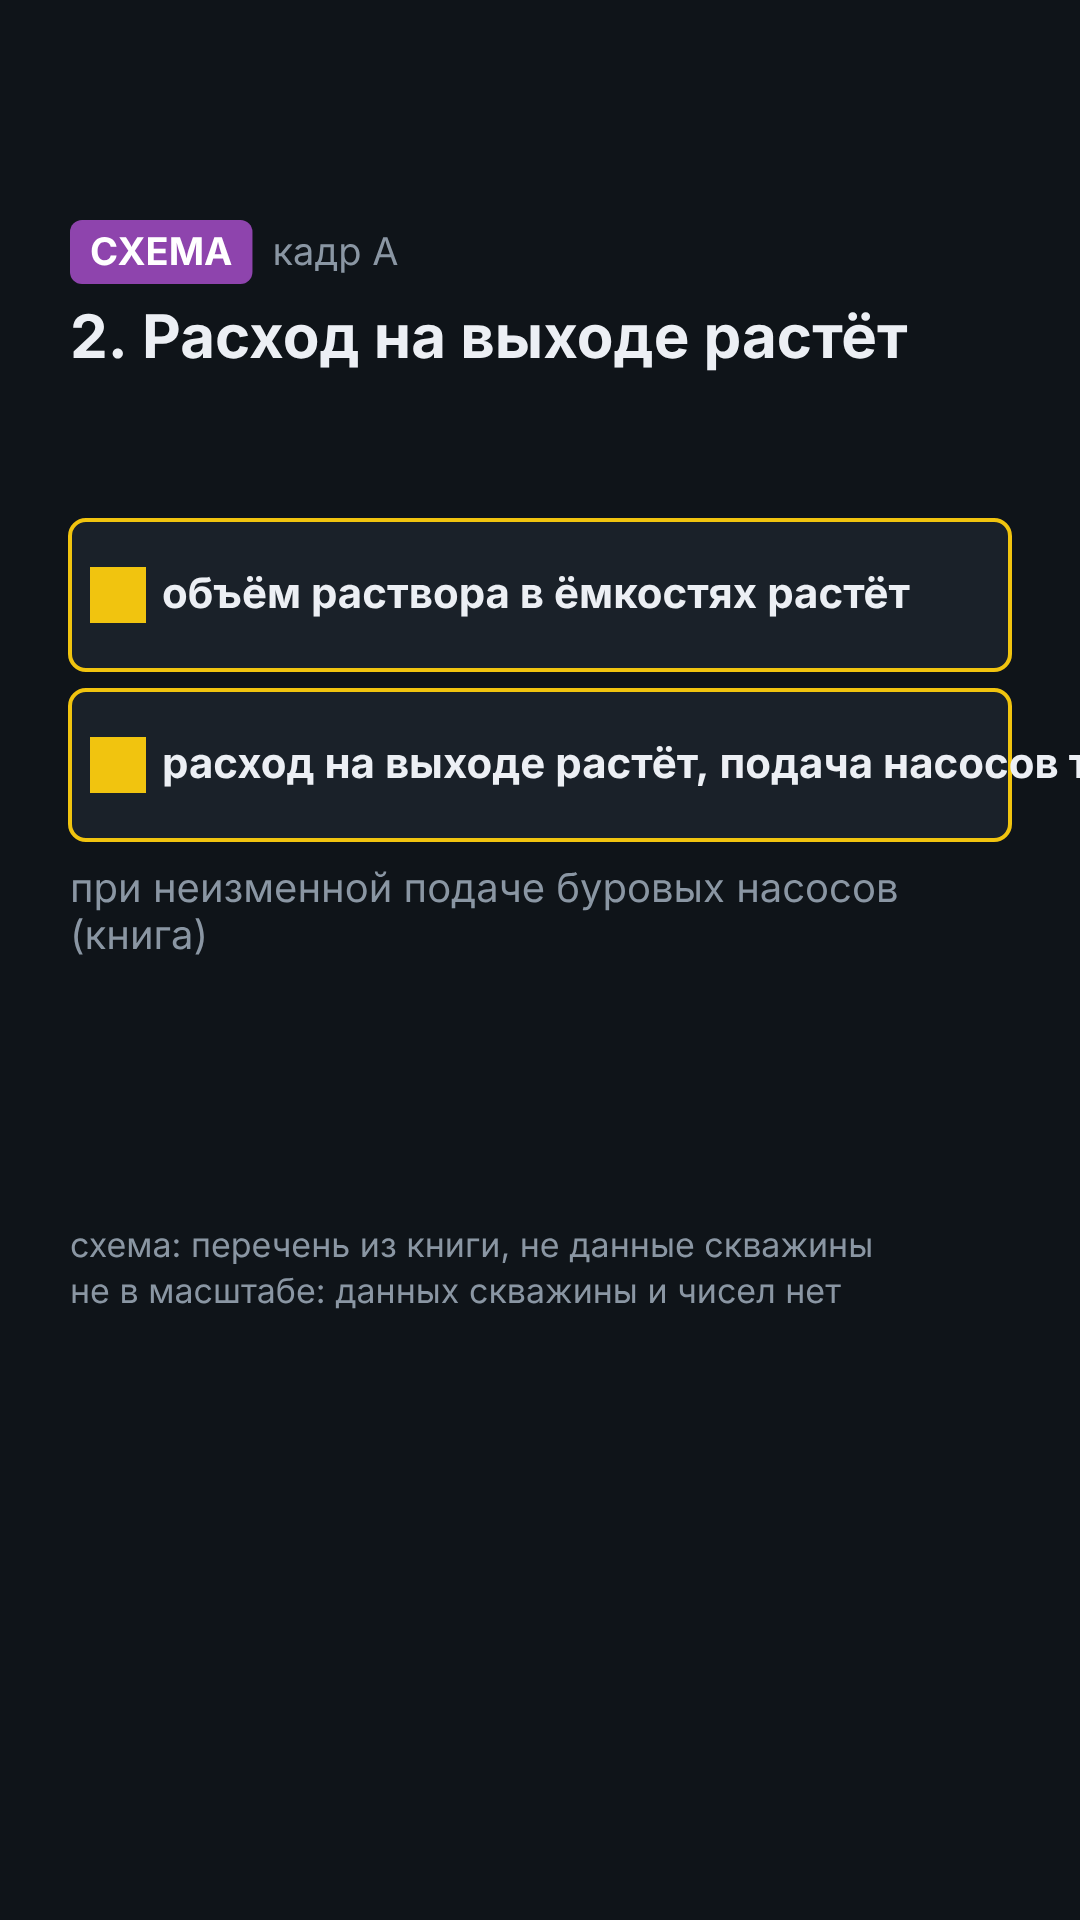 СХЕМА кадр А
2. Расход на выходе растёт
объём раствора в ёмкостях растёт
расход на выходе растёт, подача насосов
при неизменной подаче буровых насосов
(книга)
схема: перечень из книги, не данные скважины
не в масштабе: данных скважины и чисел нет